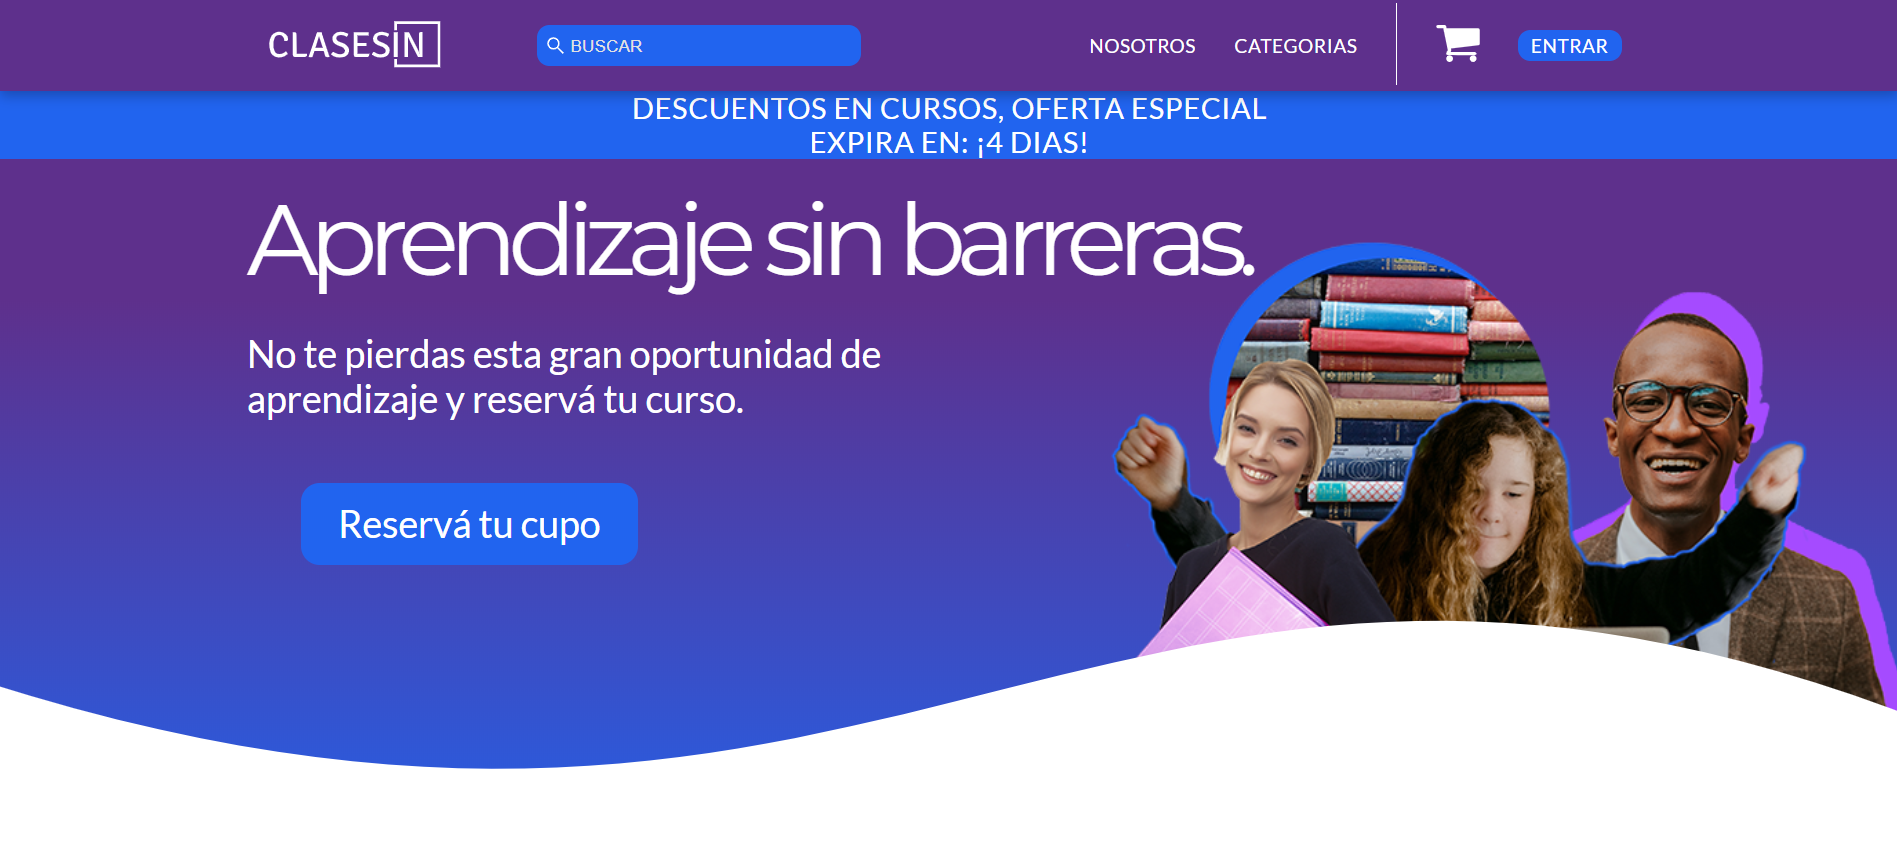 CLASESIN
BUSCAR
NOSOTROS
CATEGORIAS
ENTRAR
DESCUENTOS EN CURSOS, OFERTA ESPECIAL
EXPIRA EN: ¡4 DIAS!
Aprendizaje sin barreras.
No te pierdas esta gran oportunidad de
aprendizaje y reservá tu curso.
Reservá tu cupo